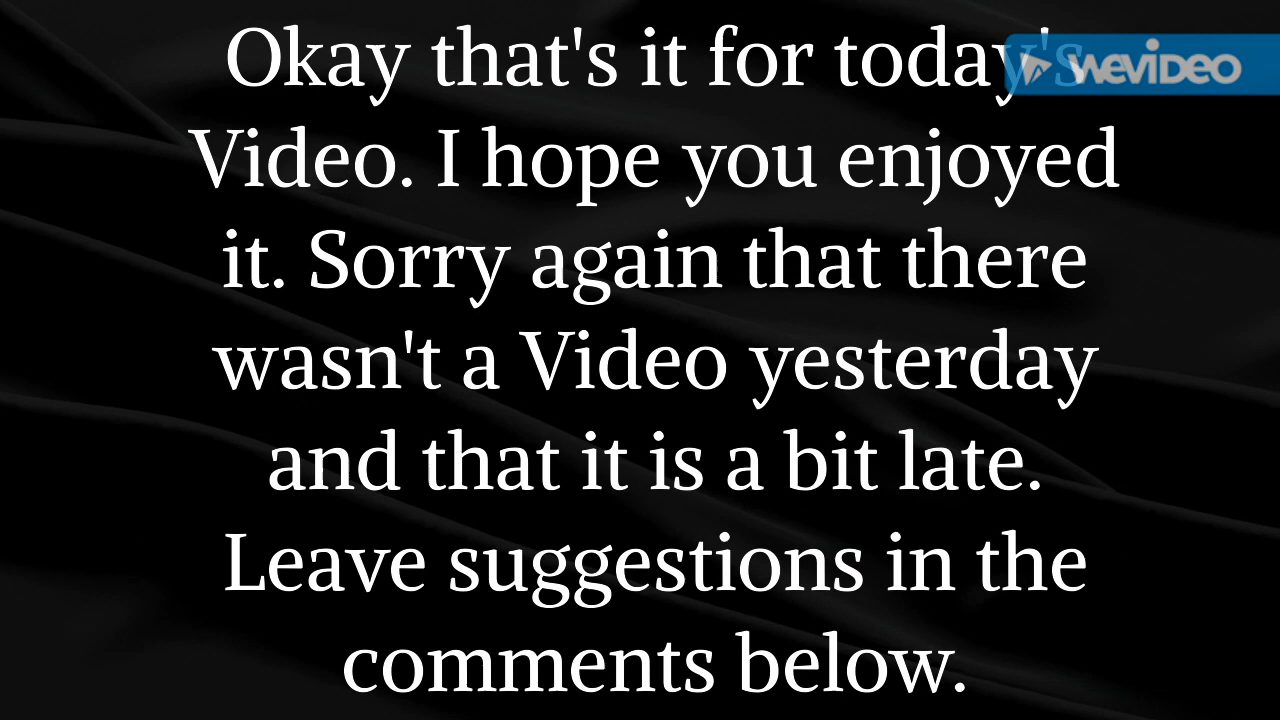 Okay that's it for today's
WEVIDEO
Video. I hope you enjoyed
it. Sorry again that there
wasn't a Video yesterday
and that it is a bit late.
Leave suggestions in the
comments below.